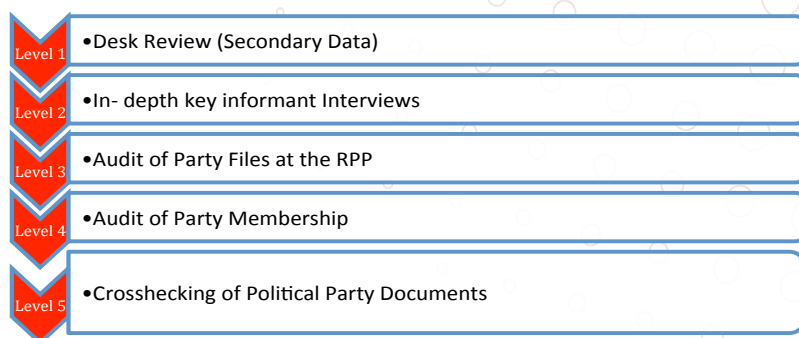 Level 1
•Desk Review (Secondary Data)
Level 2
•In- depth key informant Interviews
Level 3
•Audit of Party Files at the RPP
Level 4
•Audit of Party Membership
Level 5
•Crosshecking of Political Party Documents